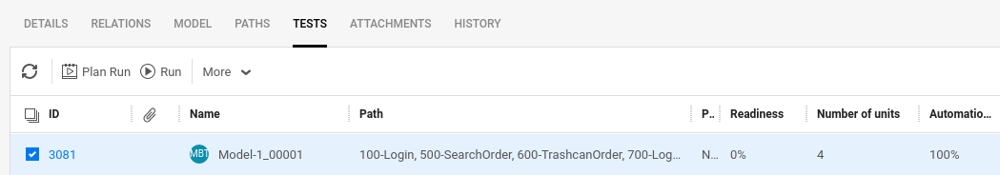 DETAILS RELATIONS MODEL PATHS TESTS ATTACHMENTS HISTORY
Plan Run Run More
ID Name Path P.. Readiness Number of units Automatio...
3081 MBT Model-1_00001 100-Login, 500-SearchOrder, 600-TrashcanOrder, 700-Log... N... 0% 4 100%